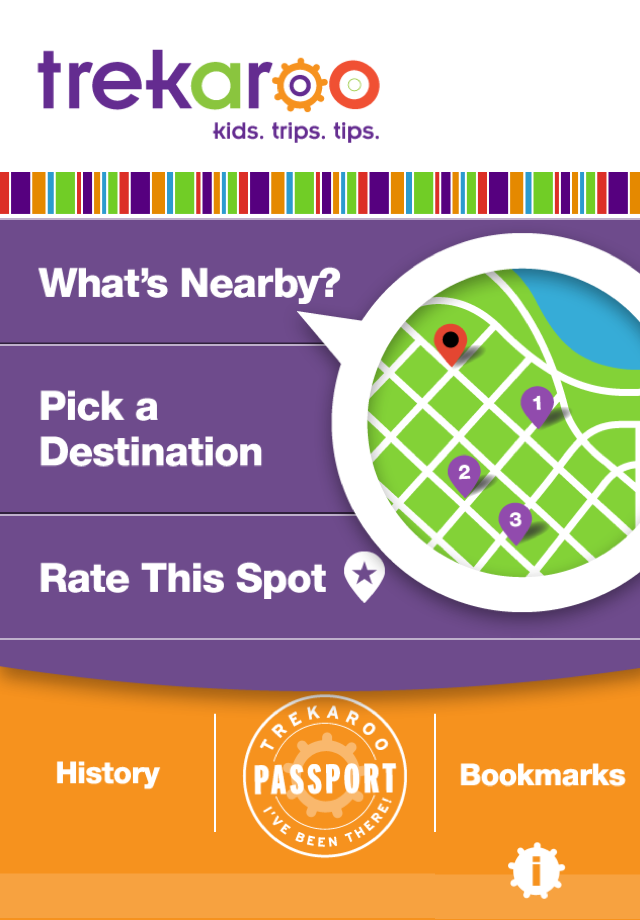 trekaroo
kids. trips. tips.
What's Nearby?
1
Pick a
Destination
2
3
Rate This Spot
TREKAROO
History
PASSPORT
Bookmarks
I'VE BEEN THERE!
i